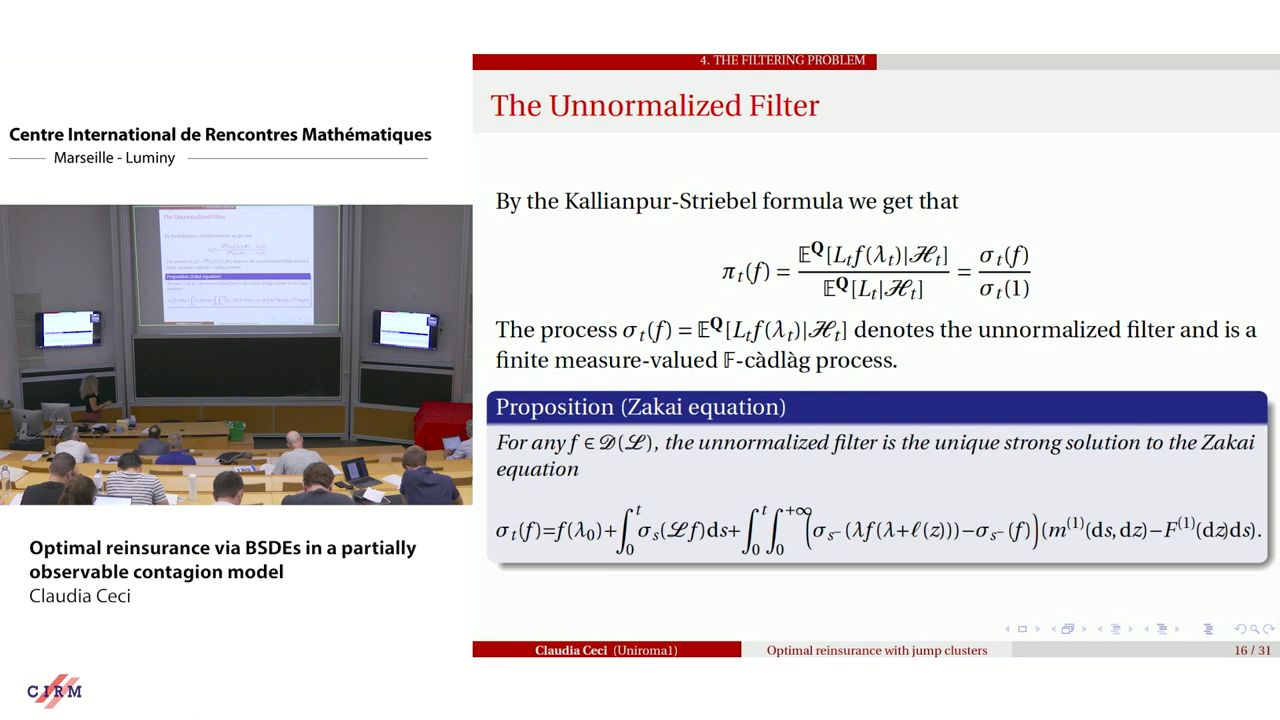 Centre International de Rencontres Mathématiques
Marseille - Luminy
4. THE FILTERING PROBLEM
The Unnormalized Filter
By the Kallianpur-Striebel formula we get that
π_t(f) = 𝔼^Q[L_t f(λ_t)|ℋ_t] / 𝔼^Q[L_t|ℋ_t] = σ_t(f) / σ_t(1)
The process σ_t(f) = 𝔼^Q[L_t f(λ_t)|ℋ_t] denotes the unnormalized filter and is a
finite measure-valued 𝔽-càdlàg process.
Proposition (Zakai equation)
For any f ∈ 𝒟(ℒ), the unnormalized filter is the unique strong solution to the Zakai
equation
σ_t(f)=f(λ_0)+∫_0^t σ_s(ℒf)ds+∫_0^t ∫_0^{+∞} (σ_{s^-}(λf(λ+ℓ(z)))−σ_{s^-}(f))(m^{(1)}(ds,dz)−F^{(1)}(dz)ds).
Claudia Ceci (Uniroma1)
Optimal reinsurance with jump clusters
16 / 31
Optimal reinsurance via BSDEs in a partially
observable contagion model
Claudia Ceci
CIRM